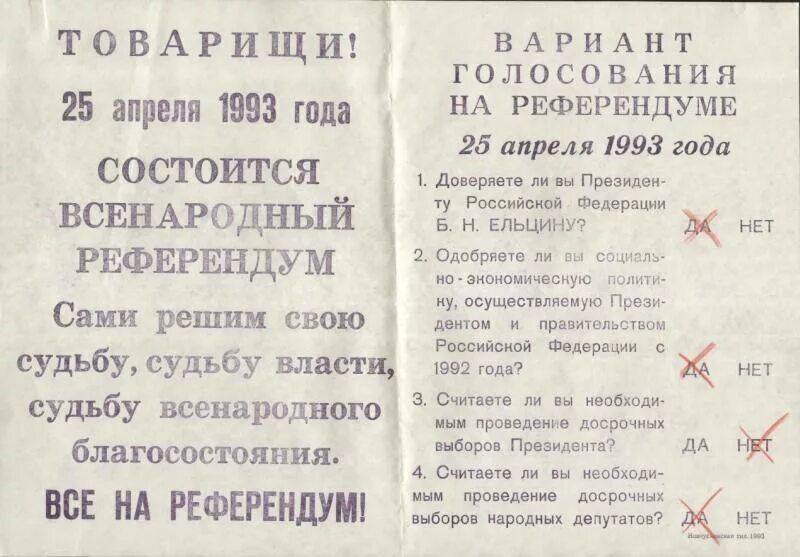 ТОВАРИЩИ!
25 апреля 1993 года
СОСТОИТСЯ
ВСЕНАРОДНЫЙ
РЕФЕРЕНДУМ
Сами решим свою
судьбу, судьбу власти,
судьбу всенародного
благосостояния.
ВСЕ НА РЕФЕРЕНДУМ!
ВАРИАНТ
ГОЛОСОВАНИЯ
НА РЕФЕРЕНДУМЕ
25 апреля 1993 года
1. Доверяете ли вы Президен-
ту Российской Федерации
Б. Н. ЕЛЬЦИНУ? ДА НЕТ
2. Одобряете ли вы социаль-
но-экономическую полити-
ку, осуществляемую Прези-
дентом и правительством
Российской Федерации с
1992 года? ДА НЕТ
3. Считаете ли вы необходи-
мым проведение досрочных
выборов Президента? ДА НЕТ
4. Считаете ли вы необходи-
мым проведение досрочных
выборов народных депутатов? ДА НЕТ
тип. 1993